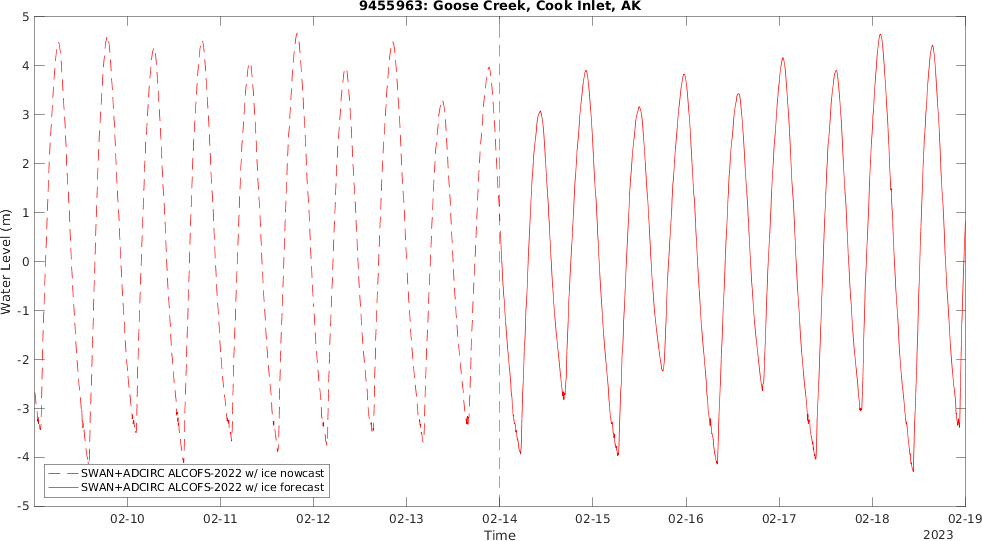 9455963: Goose Creek, Cook Inlet, AK
5
4
3
2
1
0
-1
-2
-3
-4
-5
Water Level (m)
SWAN+ADCIRC ALCOFS-2022 w/ ice nowcast
SWAN+ADCIRC ALCOFS-2022 w/ ice forecast
02-10 02-11 02-12 02-13 02-14 02-15 02-16 02-17 02-18 02-19
Time
2023